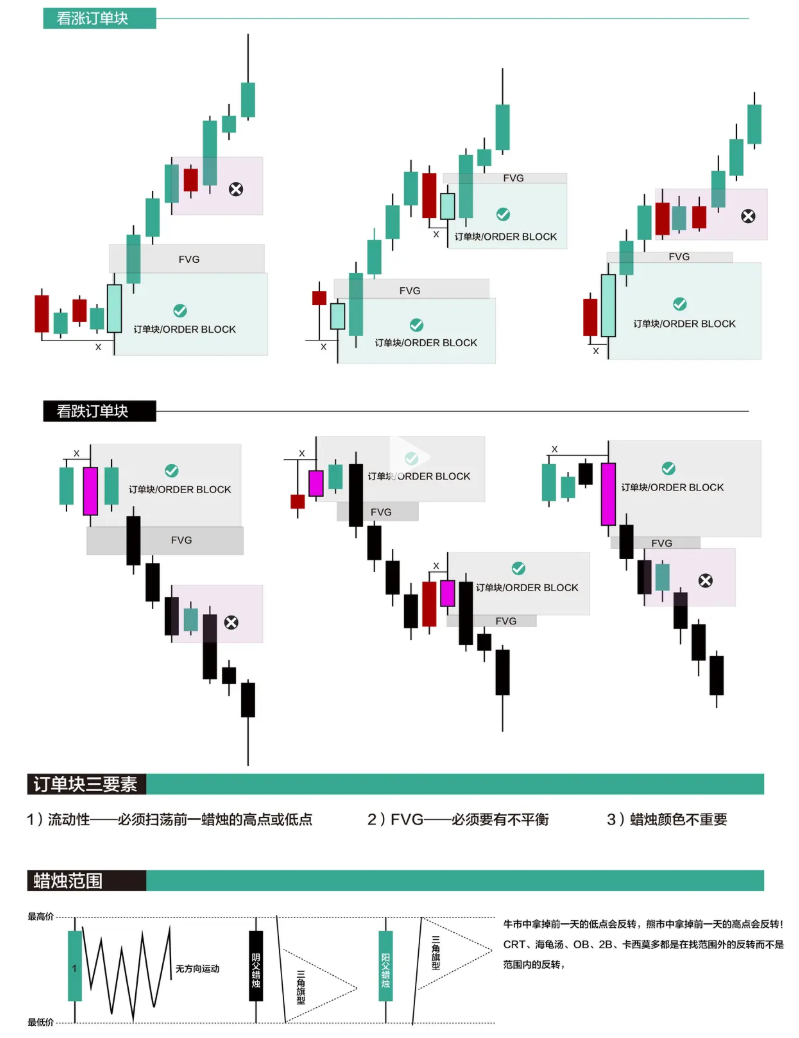 看涨订单块
FVG
订单块/ORDER BLOCK
X
FVG
X
订单块/ORDER BLOCK
FVG
订单块/ORDER BLOCK
X
FVG
订单块/ORDER BLOCK
X
看跌订单块
X
订单块/ORDER BLOCK
FVG
X
订单块/ORDER BLOCK
FVG
X
订单块/ORDER BLOCK
FVG
X
订单块/ORDER BLOCK
FVG
订单块三要素
1）流动性——必须扫荡前一蜡烛的高点或低点
2）FVG——必须要有不平衡
3）蜡烛颜色不重要
蜡烛范围
最高价
1
无方向运动
最低价
阴父蜡烛
三角旗型
阳父蜡烛
三角旗型
牛市中拿掉前一天的低点会反转，熊市中拿掉前一天的高点会反转！
CRT、海龟汤、OB、2B、卡西莫多都是在找范围外的反转而不是
范围内的反转，